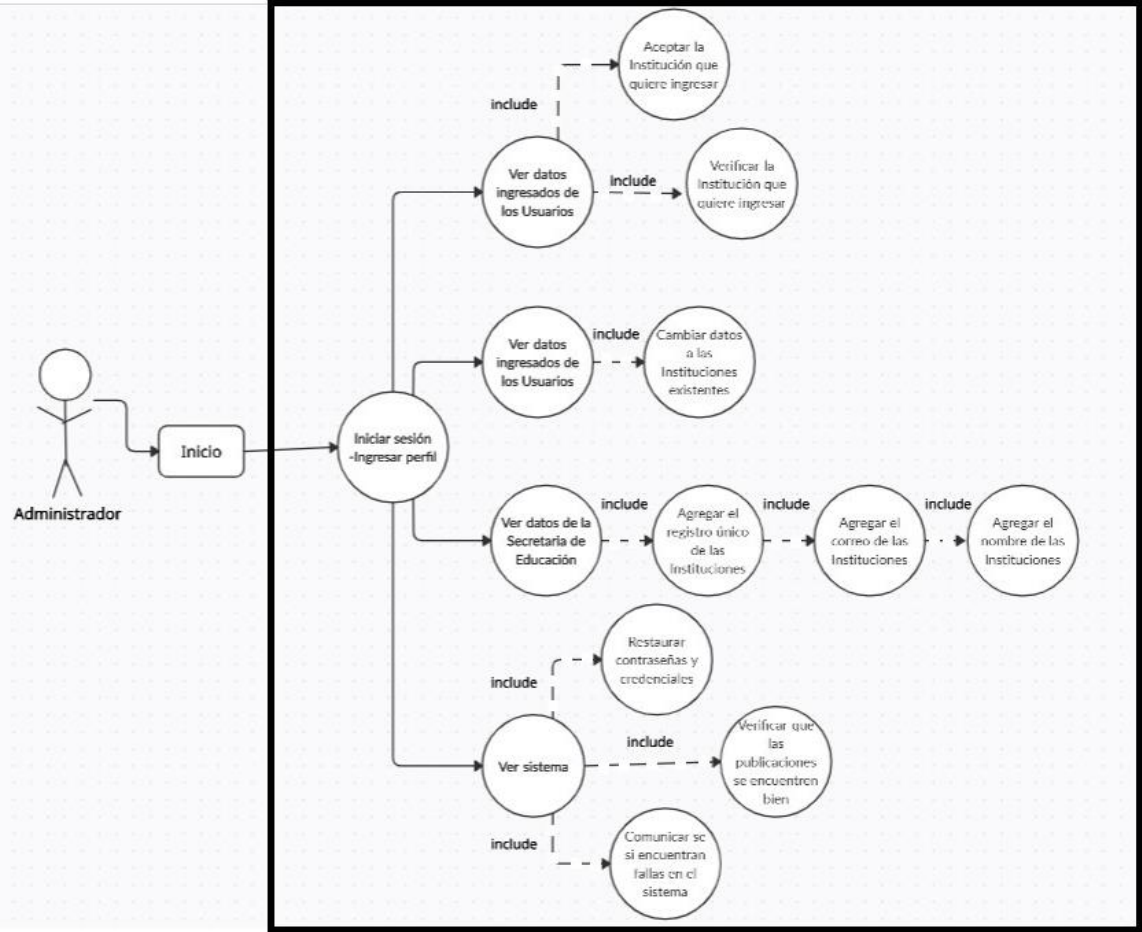 Aceptar la
Institución que
quiere ingresar
include
Ver datos
ingresados de
los Usuarios
include
Verificar la
Institución que
quiere ingresar
Ver datos
ingresados de
los Usuarios
include
Cambiar datos
a las
Instituciones
existentes
Administrador
Inicio
Iniciar sesión
-Ingresar perfil
Ver datos de la
Secretaria de
Educación
include
Agregar el
registro único
de las
Instituciones
include
Agregar el
correo de las
Instituciones
include
Agregar el
nombre de las
Instituciones
Restaurar
contraseñas y
credenciales
include
Ver sistema
include
Verificar que
las
publicaciones
se encuentren
bien
include
Comunicar se
si encuentran
fallas en el
sistema